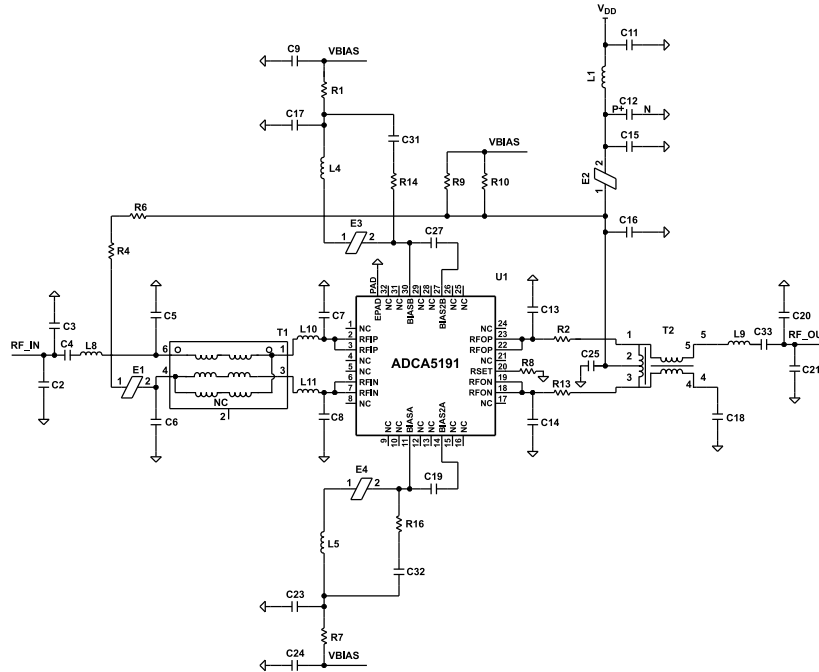 VDD
C9
VBIAS
C11
R1
L1
C12
P+ N
C17
C31
VBIAS
C15
L4
R14
R9
R10
E2
2
1
R6
E3
1
2
C27
C16
R4
PAD
U1
EPAD
32
NC
31
NC
30
BIASB
29
NC
28
NC
27
BIAS2B
26
NC
25
NC
C3
C5
C7
C13
C20
RF_IN
C4
L8
6
T1
1
L10
1 NC
2 RFIP
3 RFIP
4 NC
5 NC
6 RFIN
7 RFIN
8 NC
ADCA5191
NC 24
RFOP 23
RFOP 22
NC 21
RSET 20
RFON 19
RFON 18
NC 17
R2
1
T2
5
5
L9
C33
RF_OU
4
3
L11
R8
C25
2
3
E1
1
2
NC
2
R13
4
4
C2
C6
C8
C14
C18
C21
9
NC
10
NC
11
BIASA
12
NC
13
NC
14
BIAS2A
15
NC
16
NC
E4
1
2
C19
R16
L5
C32
C23
R7
C24
VBIAS